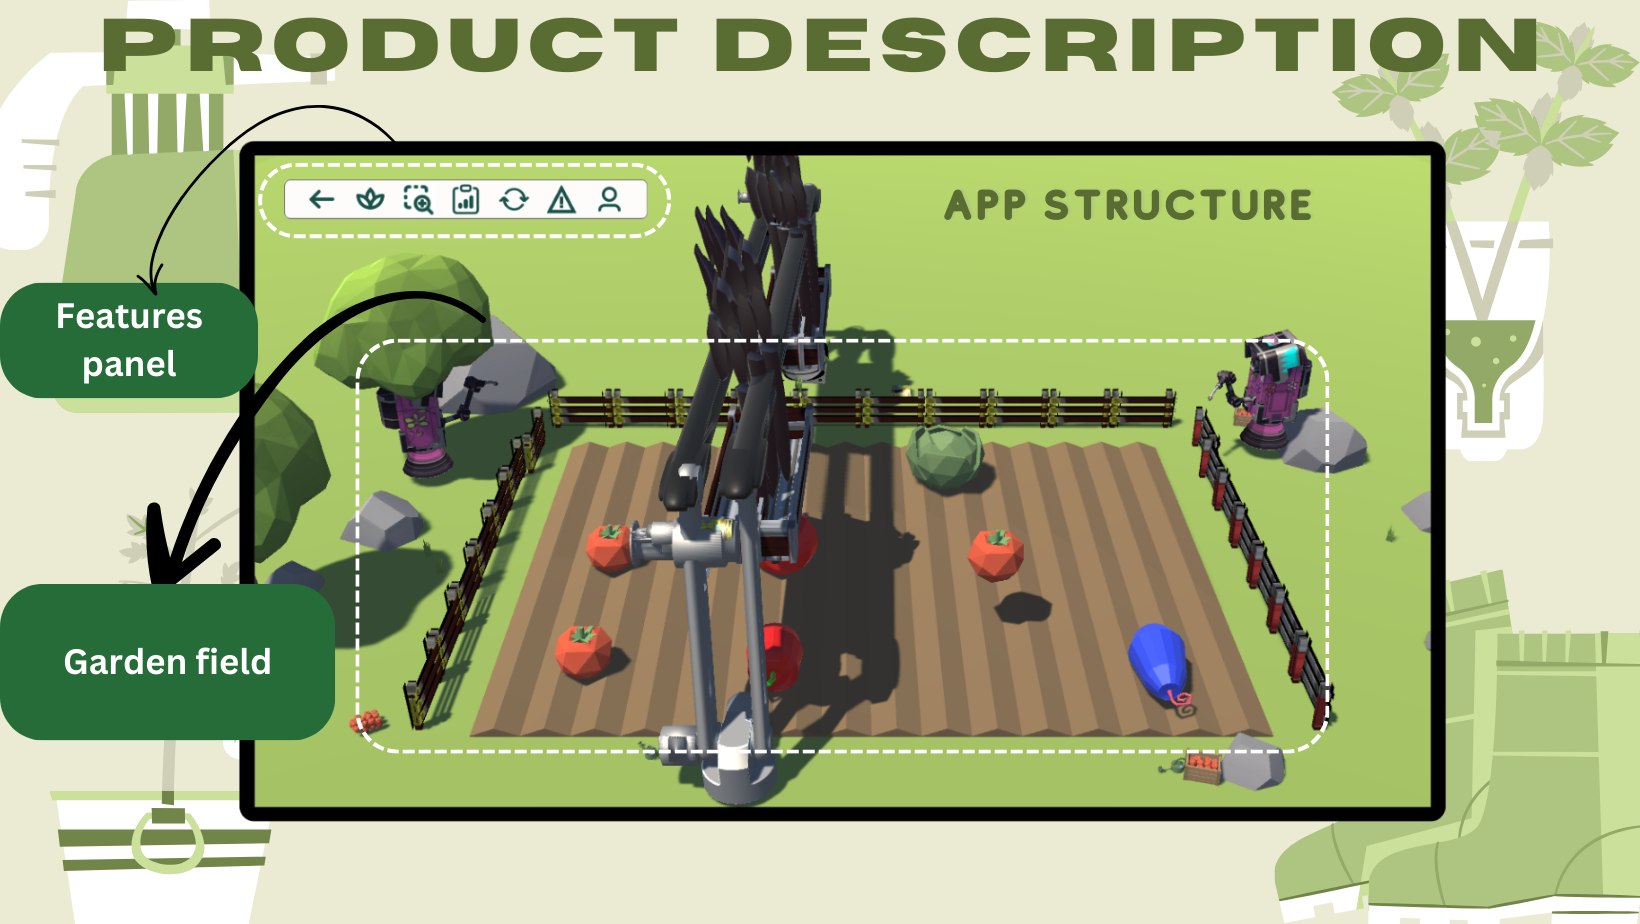 PRODUCT DESCRIPTION
APP STRUCTURE
Features
panel
Garden field